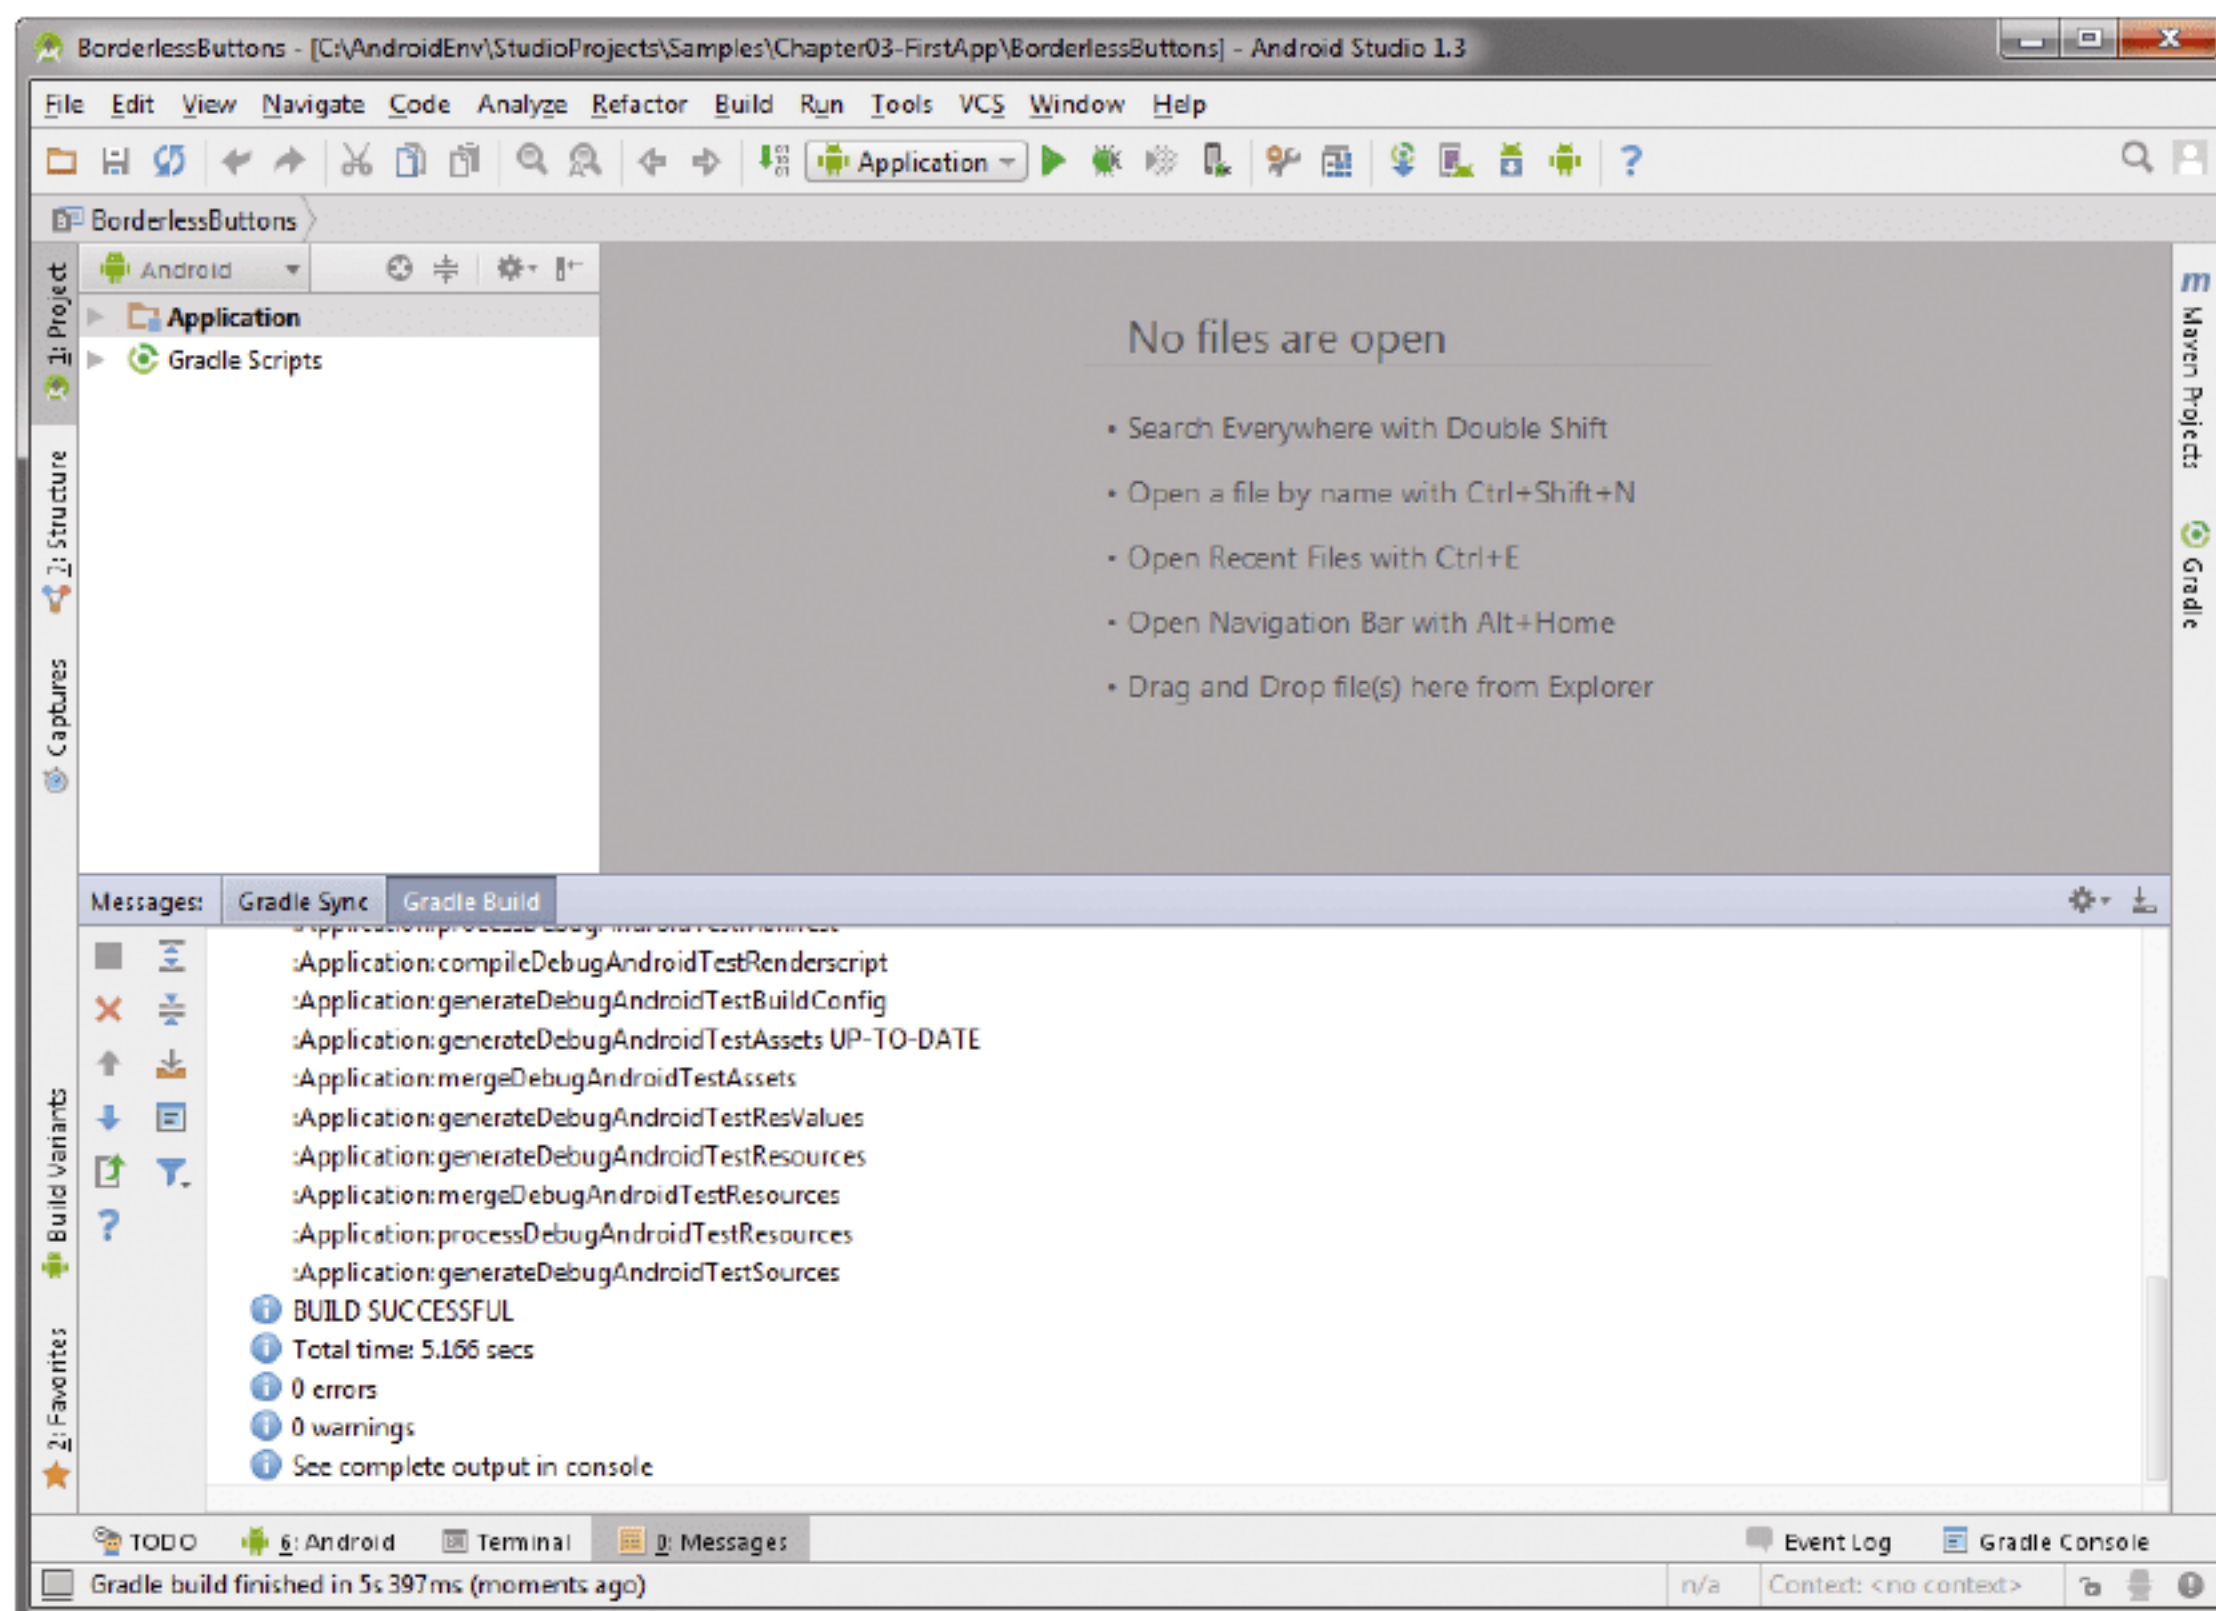 BorderlessButtons - [C:\AndroidEnv\StudioProjects\Samples\Chapter03-FirstApp\BorderlessButtons] - Android Studio 1.3
File Edit View Navigate Code Analyze Refactor Build Run Tools VCS Window Help
Application
BorderlessButtons
Android
Application
Gradle Scripts
1: Project
7: Structure
Captures
Build Variants
2: Favorites
No files are open
• Search Everywhere with Double Shift
• Open a file by name with Ctrl+Shift+N
• Open Recent Files with Ctrl+E
• Open Navigation Bar with Alt+Home
• Drag and Drop file(s) here from Explorer
Maven Projects
Gradle
Messages: Gradle Sync Gradle Build
:Application:compileDebugAndroidTestRenderscript
:Application:generateDebugAndroidTestBuildConfig
:Application:generateDebugAndroidTestAssets UP-TO-DATE
:Application:mergeDebugAndroidTestAssets
:Application:generateDebugAndroidTestResValues
:Application:generateDebugAndroidTestResources
:Application:mergeDebugAndroidTestResources
:Application:processDebugAndroidTestResources
:Application:generateDebugAndroidTestSources
BUILD SUCCESSFUL
Total time: 5.166 secs
0 errors
0 warnings
See complete output in console
TODO 6: Android Terminal 0: Messages Event Log Gradle Console
Gradle build finished in 5s 397ms (moments ago) n/a Context: <no context>